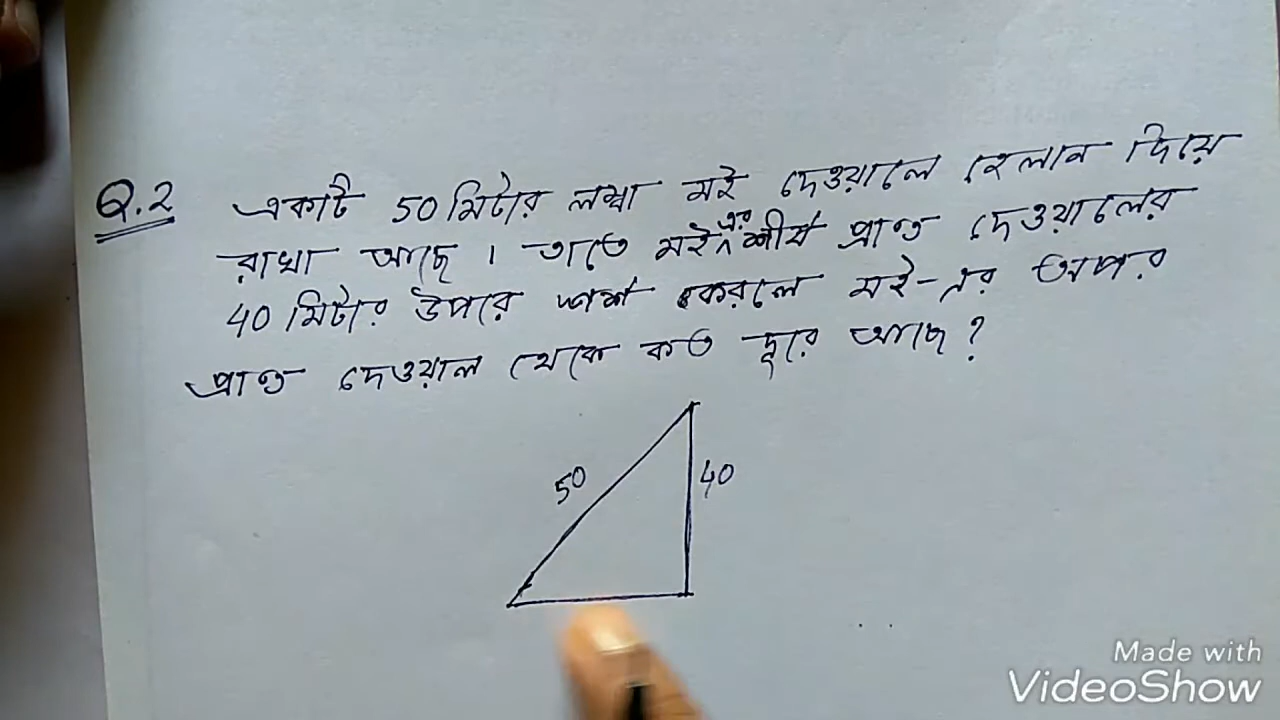 Q.2 একটি 50 মিটার লম্বা মই দেওয়ালে হেলান দিয়ে
রাখা আছে । তাতে মই এর শীর্ষ প্রান্ত দেওয়ালের
40 মিটার উপরে স্পর্শ করলে মই-এর অপর
প্রান্ত দেওয়াল থেকে কত দূরে আছে ?
50
40
Made with
VideoShow